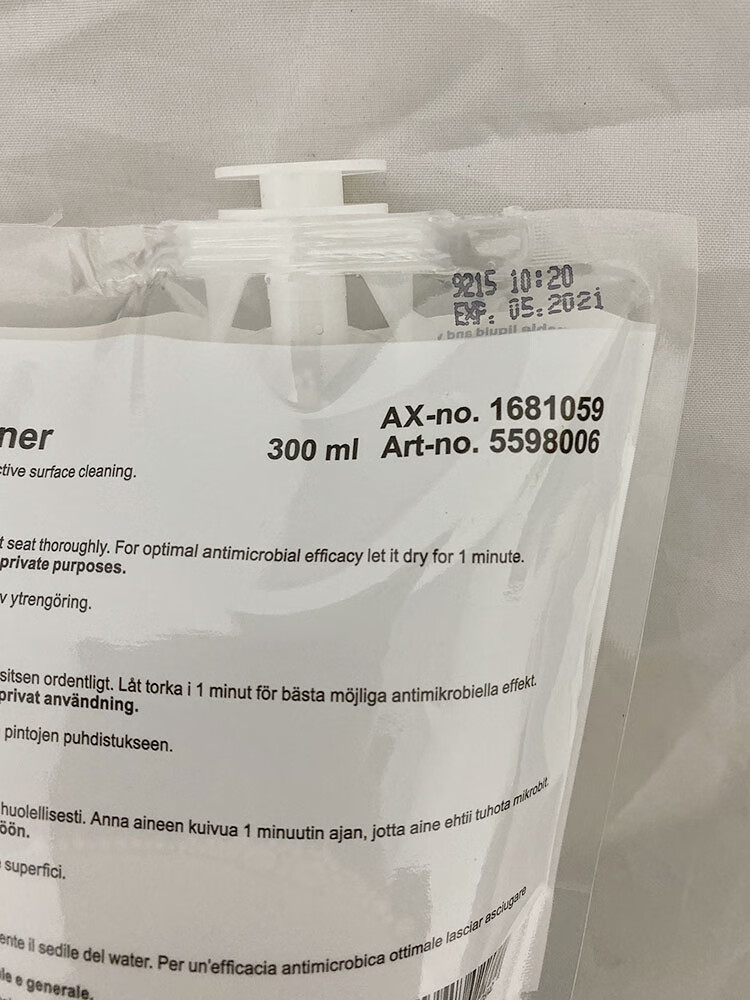 9215 10:20
EXP. 05.2021
AX-no. 1681059
ner
300 ml Art-no. 5598006
ctive surface cleaning.
t seat thoroughly. For optimal antimicrobial efficacy let it dry for 1 minute.
private purposes.
v ytrengöring.
sitsen ordentligt. Låt torka i 1 minut för bästa möjliga antimikrobiella effekt.
privat användning.
pintojen puhdistukseen.
huolellisesti. Anna aineen kuivua 1 minuutin ajan, jotta aine ehtii tuhota mikrobit.
öön.
superfici.
ente il sedile del water. Per un'efficacia antimicrobica ottimale lasciar asciugare
le e generale.